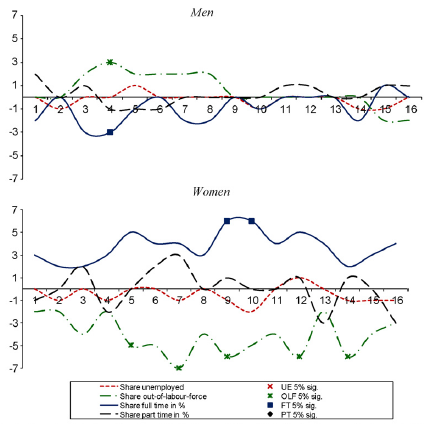 Men
7
5
3
1
-1
-3
-5
-7
1 2 3 4 5 6 7 8 9 10 11 12 13 14 15 16
Women
7
5
3
1
-1
-3
-5
-7
1 2 3 4 5 6 7 8 9 10 11 12 13 14 15 16
Share unemployed
Share out-of-labour-force
Share full time in %
Share part time in %
UE 5% sig.
OLF 5% sig.
FT 5% sig.
PT 5% sig.